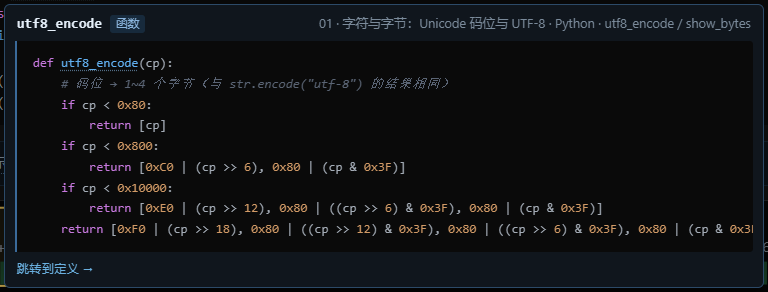 utf8_encode 函数 01 · 字符与字节：Unicode 码位与 UTF-8 · Python · utf8_encode / show_bytes
def utf8_encode(cp):
# 码位 → 1~4 个字节（与 str.encode("utf-8") 的结果相同）
if cp < 0x80:
return [cp]
if cp < 0x800:
return [0xC0 | (cp >> 6), 0x80 | (cp & 0x3F)]
if cp < 0x10000:
return [0xE0 | (cp >> 12), 0x80 | ((cp >> 6) & 0x3F), 0x80 | (cp & 0x3F)]
return [0xF0 | (cp >> 18), 0x80 | ((cp >> 12) & 0x3F), 0x80 | ((cp >> 6) & 0x3F), 0x80 | (cp & 0x3
跳转到定义 →